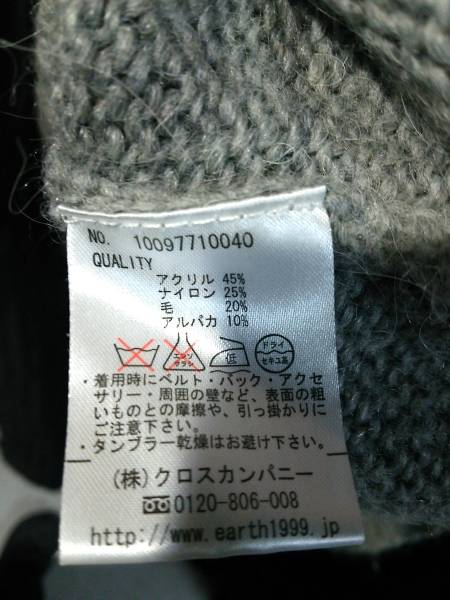 NO. 10097710040
QUALITY
アクリル 45%
ナイロン 25%
毛 20%
アルパカ 10%
エンソ
サラシ
低
ドライ
セキユ系
・着用時にベルト・バック・アクセ
サリー・周囲の壁など、表面の粗
いものとの摩擦や、引っ掛かりに
ご注意下さい。
・タンブラー乾燥はお避け下さい。
(株)クロスカンパニー
0120-806-008
http://www.earth1999.jp